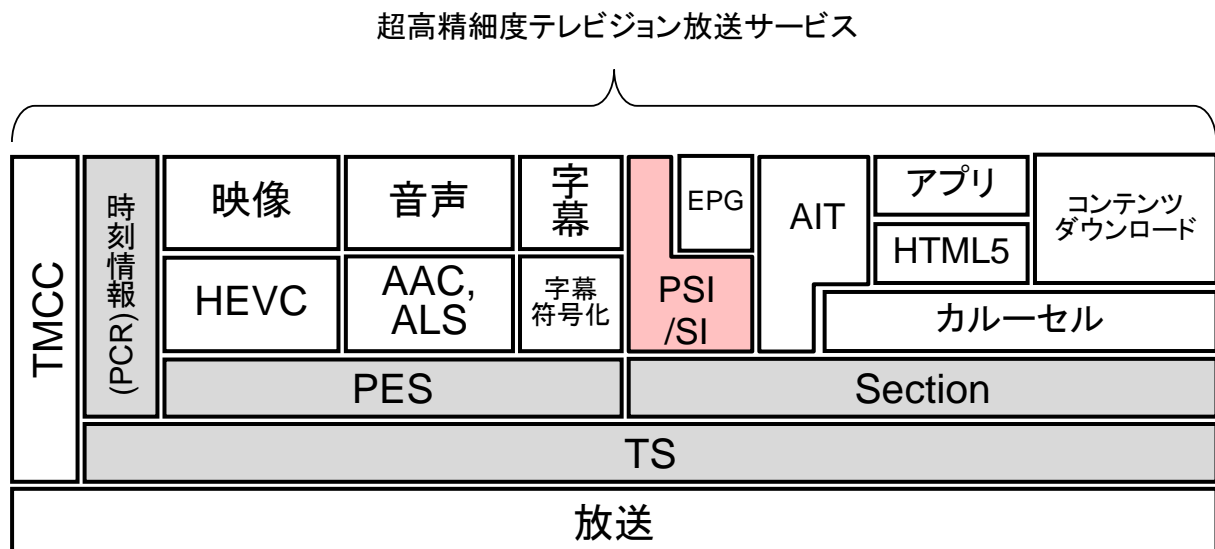 超高精細度テレビジョン放送サービス
TMCC
時刻情報(PCR)
映像
音声
字
幕
EPG
AIT
アプリ
コンテンツ
ダウンロード
HTML5
HEVC
AAC,
ALS
字幕
符号化
PSI
/SI
カルーセル
PES
Section
TS
放送